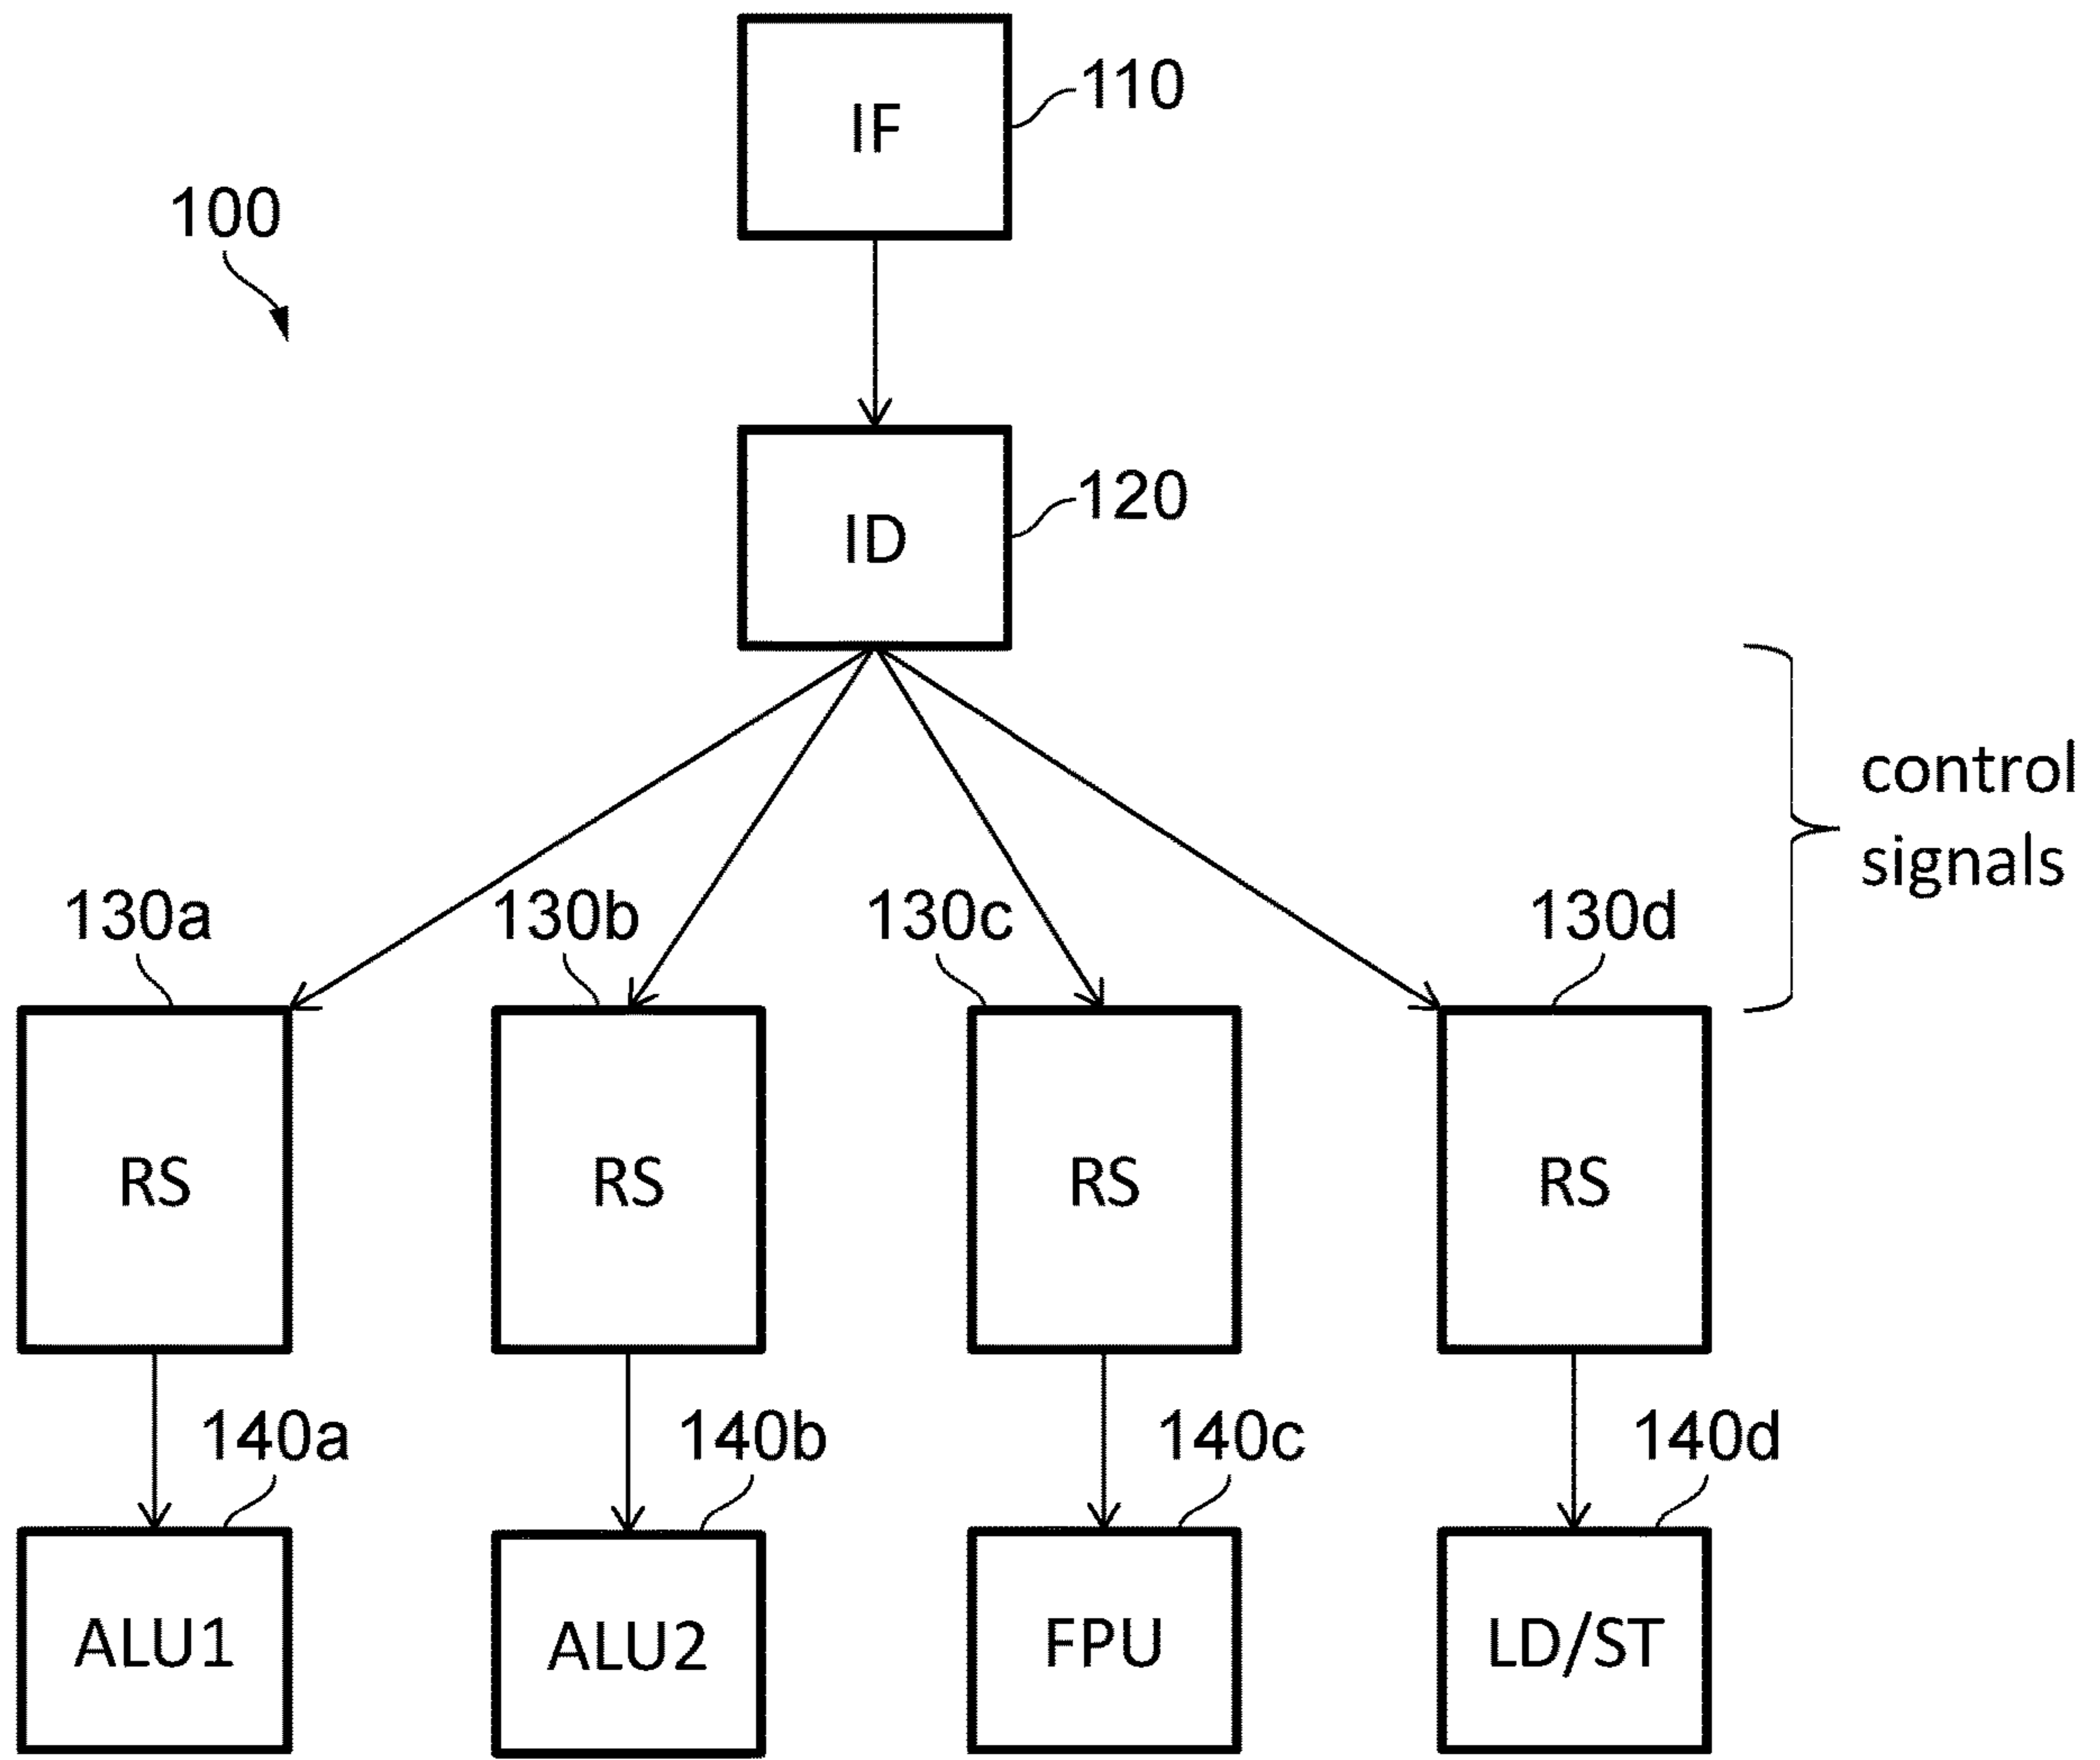 110
IF
100
120
ID
control
signals
130a
130b
130c
130d
RS
RS
RS
RS
140a
140b
140c
140d
ALU1
ALU2
FPU
LD/ST